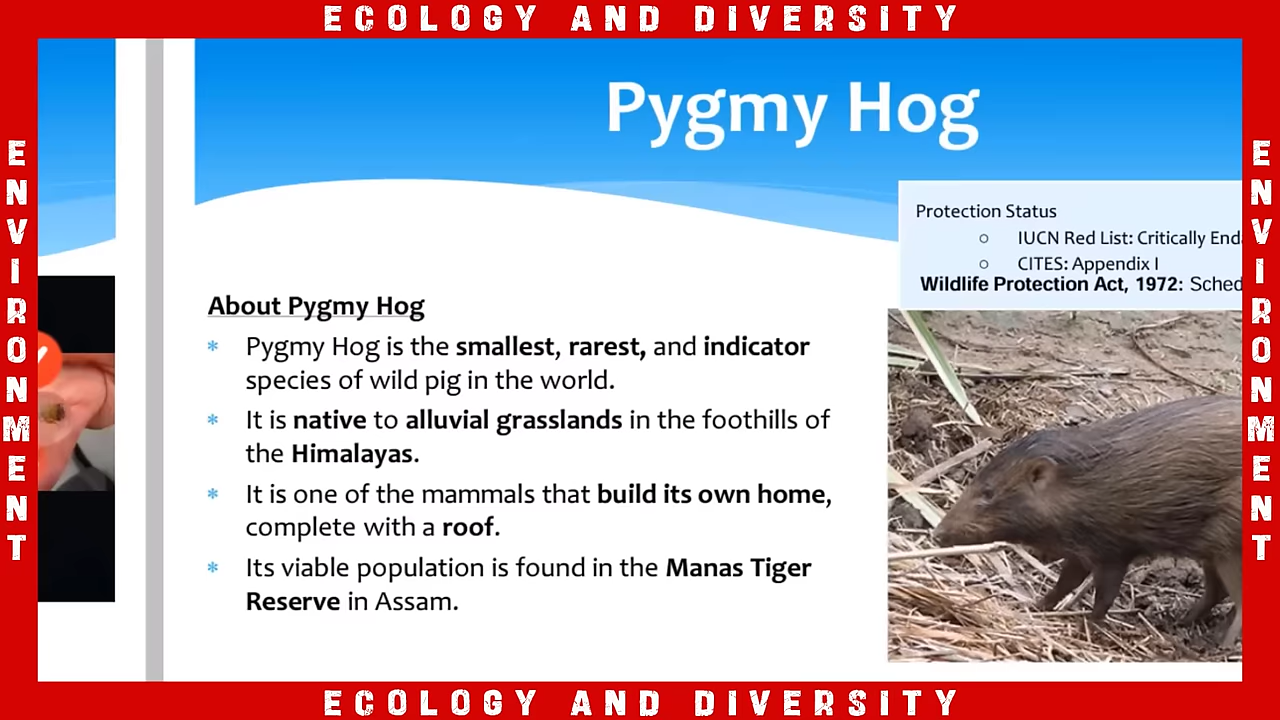 ECOLOGY AND DIVERSITY
ENVIRONMENT
Pygmy Hog
Protection Status
IUCN Red List: Critically
CITES: Appendix I
Wildlife Protection Act, 1972:
About Pygmy Hog
Pygmy Hog is the smallest, rarest, and indicator
species of wild pig in the world.
It is native to alluvial grasslands in the foothills of
the Himalayas.
It is one of the mammals that build its own home,
complete with a roof.
Its viable population is found in the Manas Tiger
Reserve in Assam.
ENVIRONMENT
ECOLOGY AND DIVERSITY